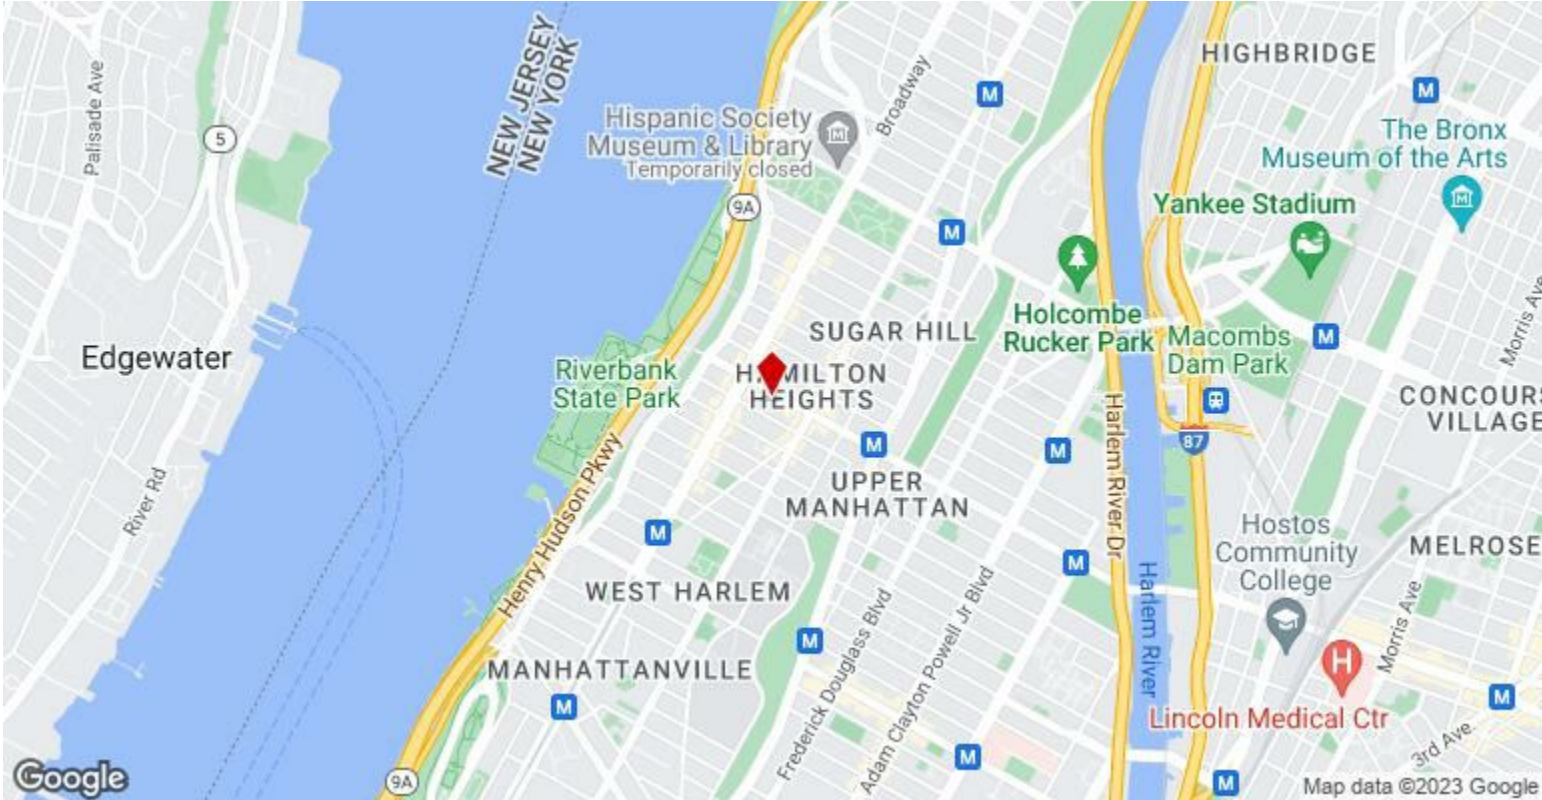 HIGHBRIDGE
NEW JERSEY
NEW YORK
Palisade Ave
5
Hispanic Society
Museum & Library
Temporarily closed
Broadway
M
M
The Bronx
Museum of the Arts
Yankee Stadium
9A
M
Holcombe
Rucker Park
Macombs
Dam Park
M
Morris Ave
SUGAR HILL
Edgewater
Riverbank
State Park
HAMILTON
HEIGHTS
CONCOURS
VILLAGE
87
M
M
UPPER
MANHATTAN
Harlem River Dr
River Rd
Henry Hudson Pkwy
M
Hostos
Community
College
MELROSE
M
Harlem River
WEST HARLEM
M
Frederick Douglass Blvd
Adam Clayton Powell Jr Blvd
Morris Ave
H
MANHATTANVILLE
M
M
Lincoln Medical Ctr
3rd Ave
M
M
9A
Google
Map data ©2023 Google